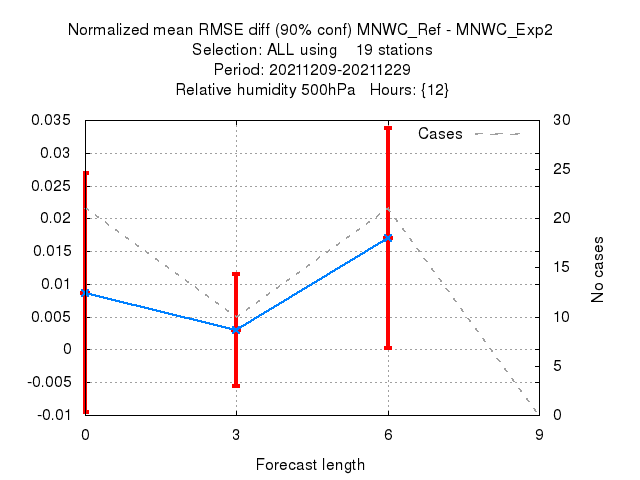 Normalized mean RMSE diff (90% conf) MNWC_Ref - MNWC_Exp2
Selection: ALL using    19 stations
Period: 20211209-20211229
Relative humidity 500hPa   Hours: {12}
0.035
0.03
0.025
0.02
0.015
0.01
0.005
0
-0.005
-0.01
Cases
30
25
20
15
10
5
0
No cases
0 3 6 9
Forecast length